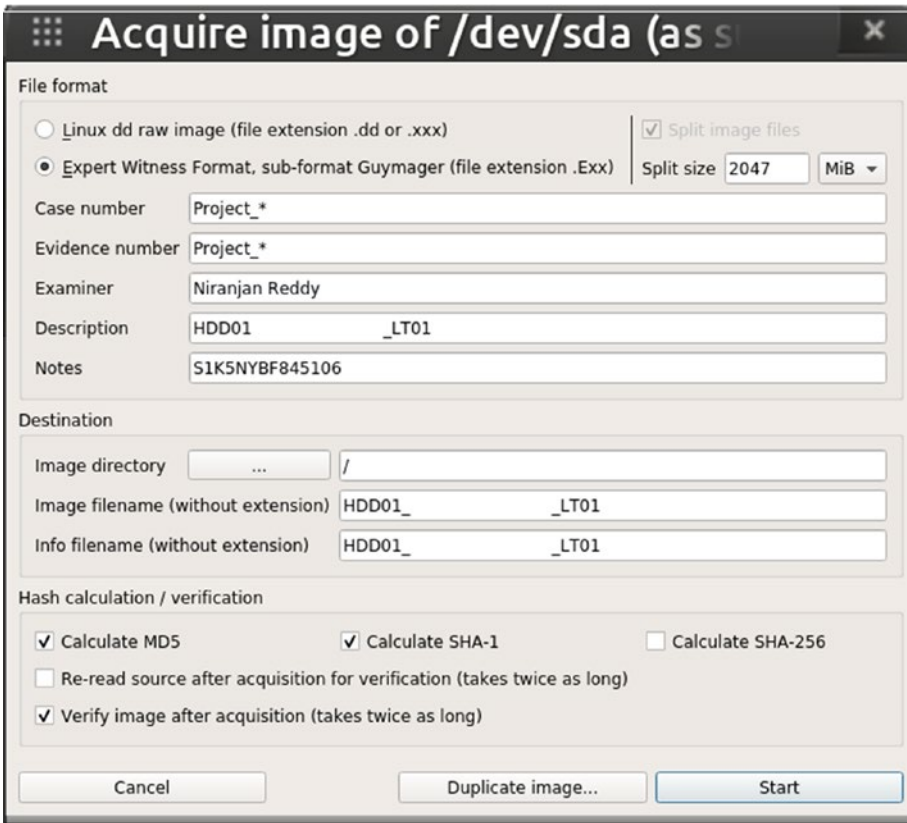 Acquire image of /dev/sda (as s
File format
Linux dd raw image (file extension .dd or .xxx)
Split image files
Expert Witness Format, sub-format Guymager (file extension .Exx)
Split size 2047 MiB
Case number Project_*
Evidence number Project_*
Examiner Niranjan Reddy
Description HDD01 _LT01
Notes S1K5NYBF845106
Destination
Image directory ... /
Image filename (without extension) HDD01_ _LT01
Info filename (without extension) HDD01_ _LT01
Hash calculation / verification
Calculate MD5 Calculate SHA-1 Calculate SHA-256
Re-read source after acquisition for verification (takes twice as long)
Verify image after acquisition (takes twice as long)
Cancel Duplicate image... Start